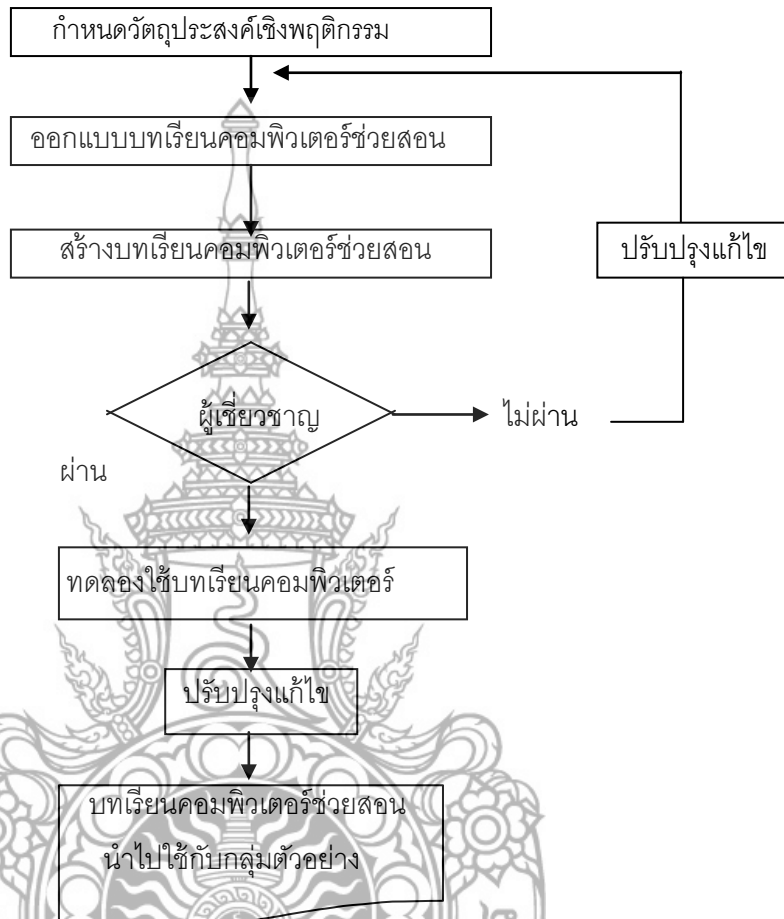 กำหนดวัตถุประสงค์เชิงพฤติกรรม
ออกแบบบทเรียนคอมพิวเตอร์ช่วยสอน
สร้างบทเรียนคอมพิวเตอร์ช่วยสอน
ปรับปรุงแก้ไข
ผู้เชี่ยวชาญ
ไม่ผ่าน
ผ่าน
ทดลองใช้บทเรียนคอมพิวเตอร์
ปรับปรุงแก้ไข
บทเรียนคอมพิวเตอร์ช่วยสอน
นำไปใช้กับกลุ่มตัวอย่าง